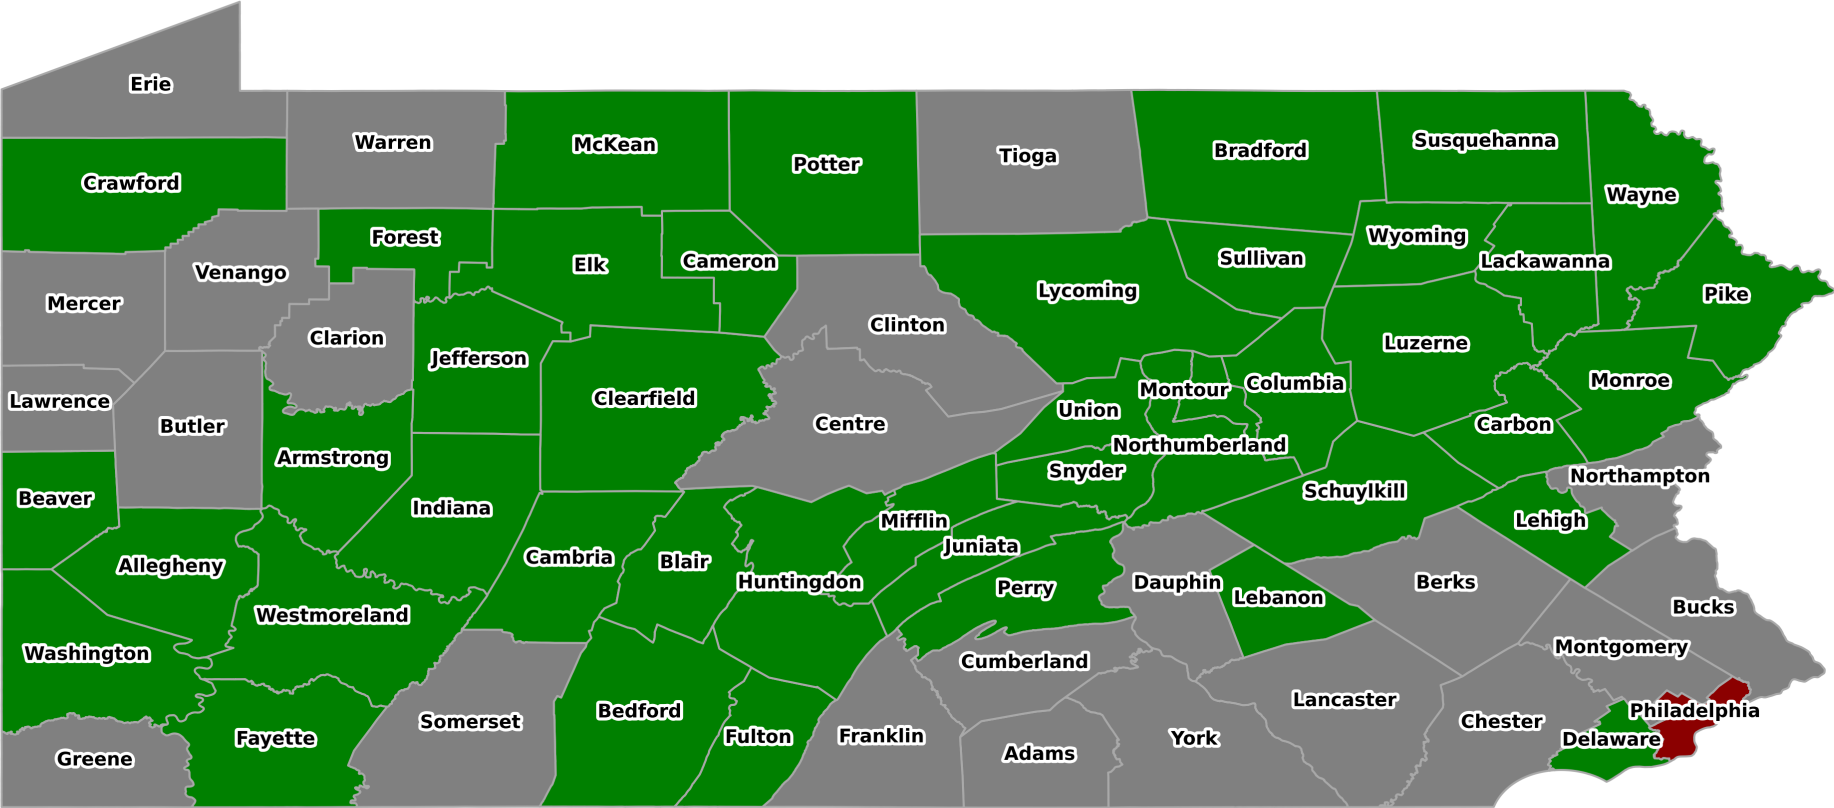 Erie
Warren
McKean
Potter
Tioga
Bradford
Susquehanna
Wayne
Crawford
Forest
Venango
Elk
Cameron
Lycoming
Sullivan
Wyoming
Lackawanna
Pike
Mercer
Clarion
Jefferson
Clinton
Luzerne
Monroe
Lawrence
Butler
Clearfield
Centre
Union
Montour
Columbia
Carbon
Armstrong
Northumberland
Snyder
Northampton
Beaver
Indiana
Schuylkill
Lehigh
Mifflin
Juniata
Allegheny
Cambria
Blair
Huntingdon
Perry
Dauphin
Lebanon
Berks
Bucks
Westmoreland
Washington
Cumberland
Montgomery
Somerset
Bedford
Fulton
Franklin
Adams
York
Lancaster
Chester
Philadelphia
Delaware
Greene
Fayette